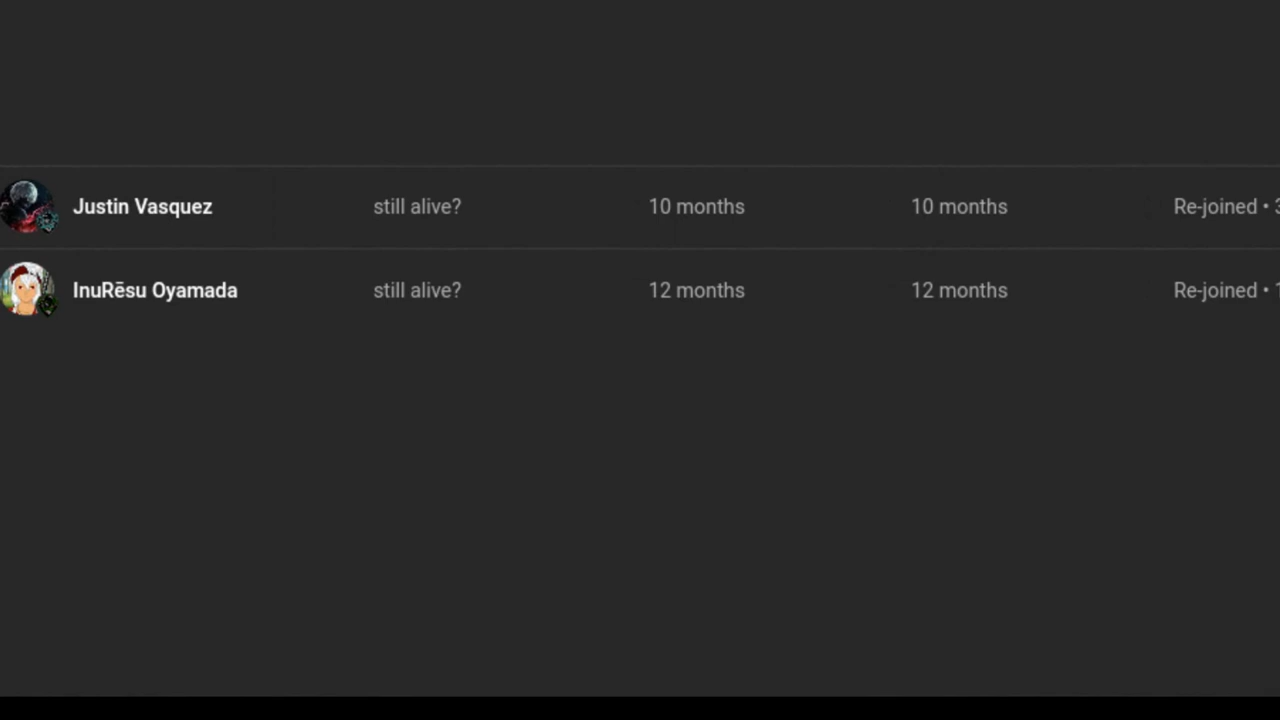 Justin Vasquez still alive? 10 months 10 months Re-joined •
InuRēsu Oyamada still alive? 12 months 12 months Re-joined •